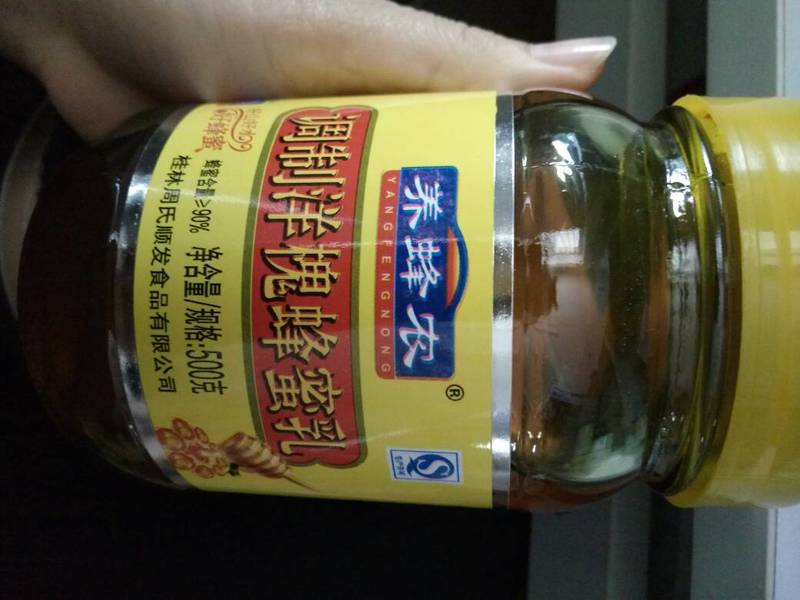 养蜂农
YANGFENGNONG
®
调制洋槐蜂蜜乳
蜂蜜含量≥90% 净含量/规格:500克
桂林周氏顺发食品有限公司